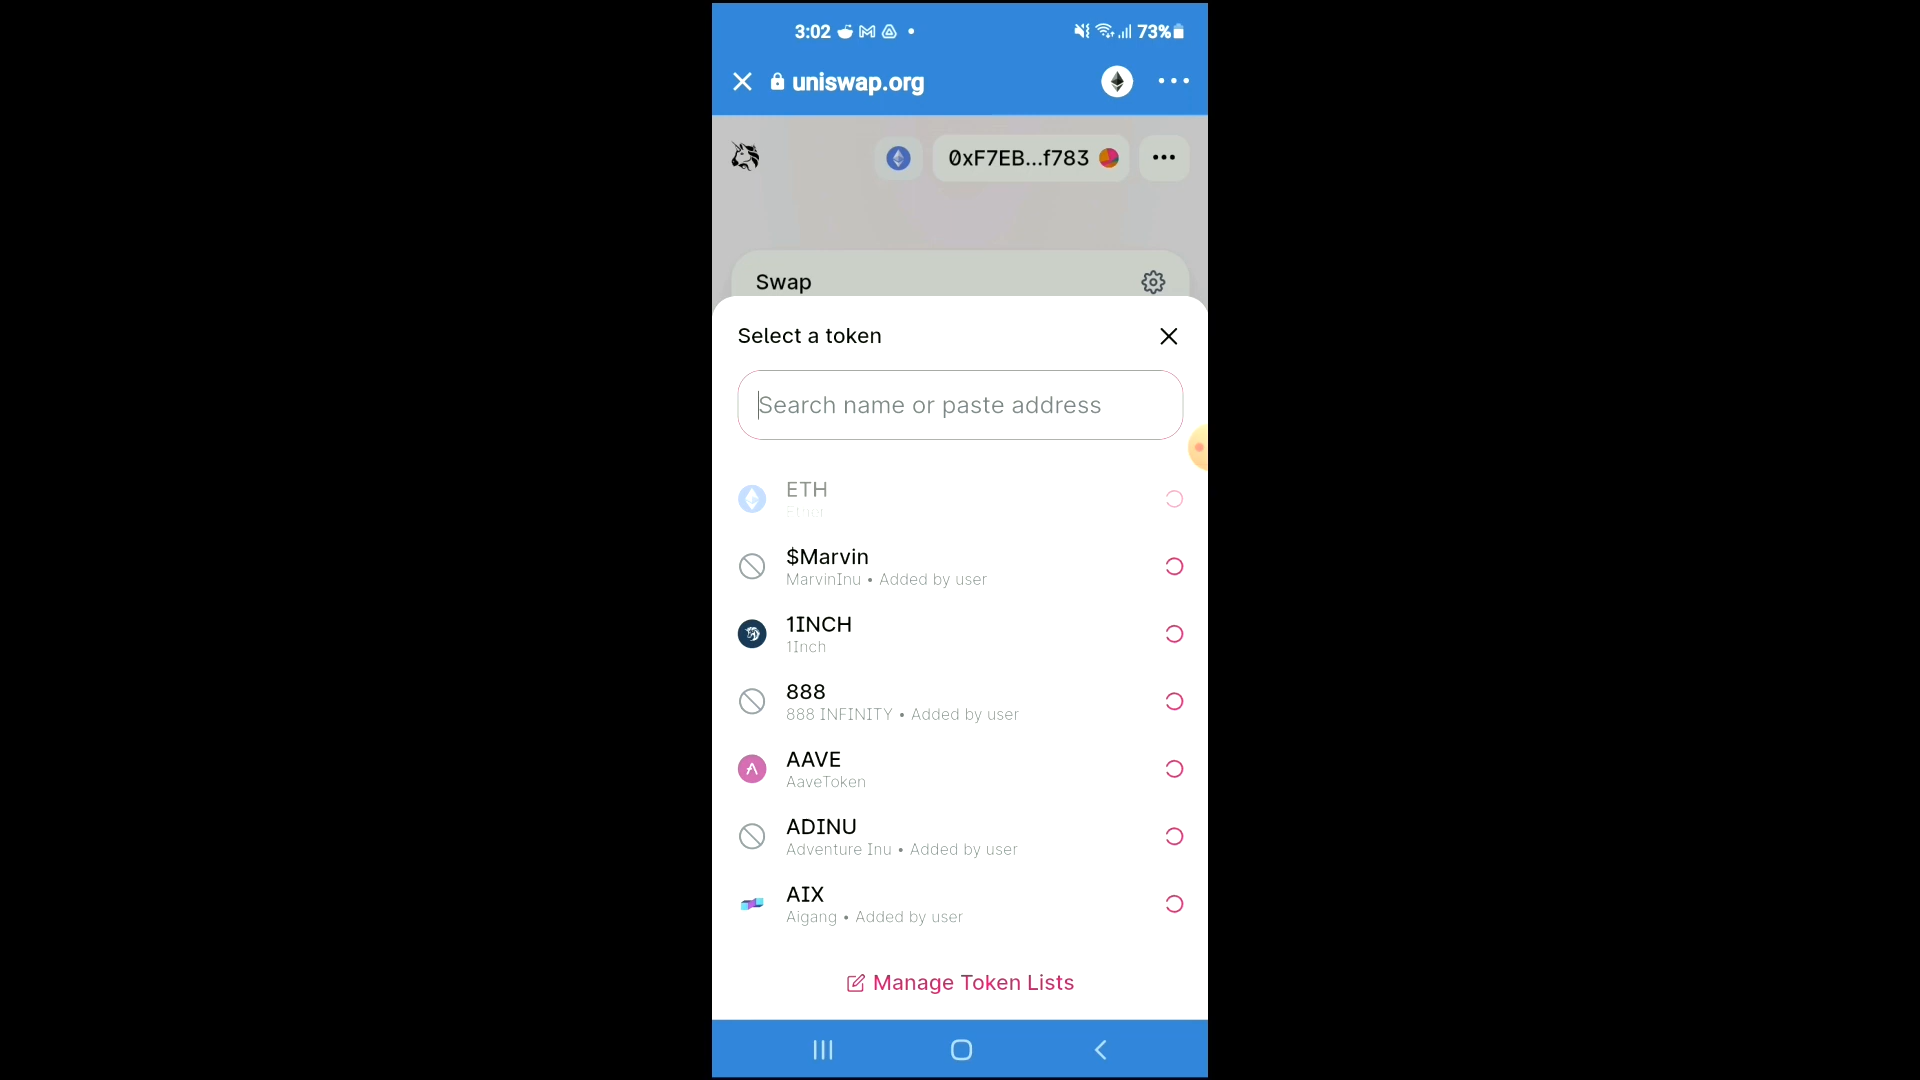 3:02 73%
uniswap.org
0xF7EB...f783
Swap
Select a token
Search name or paste address
ETH
Ether
$Marvin
MarvinInu • Added by user
1INCH
1Inch
888
888 INFINITY • Added by user
AAVE
AaveToken
ADINU
Adventure Inu • Added by user
AIX
Aigang • Added by user
Manage Token Lists